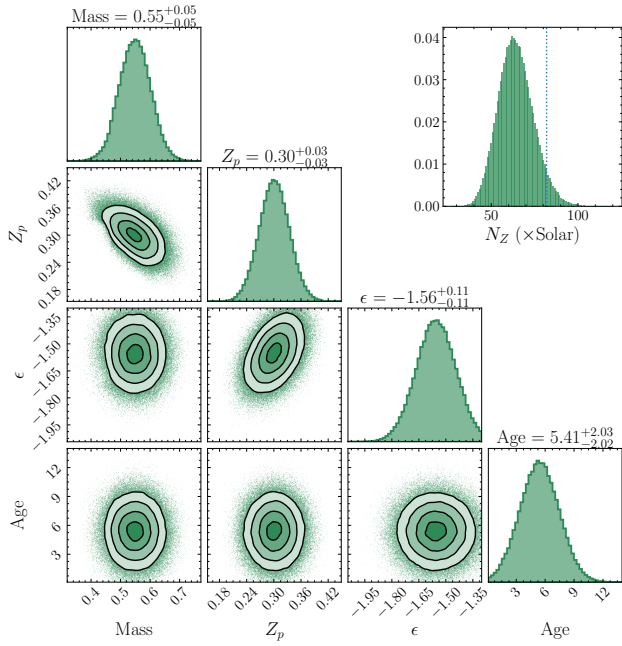 Mass = 0.55^{+0.05}_{-0.05}
0.04
0.03
0.02
0.01
0.00
50 100
N_Z (×Solar)
Z_p = 0.30^{+0.03}_{-0.03}
0.42
0.36
0.30
0.24
0.18
Z_p
ϵ = −1.56^{+0.11}_{-0.11}
−1.35
−1.50
−1.65
−1.80
−1.95
ϵ
Age = 5.41^{+2.03}_{-2.02}
12
9
6
3
Age
0.4 0.5 0.6 0.7
0.18 0.24 0.30 0.36 0.42
−1.95 −1.80 −1.65 −1.50 −1.35
3 6 9 12
Mass Z_p ϵ Age